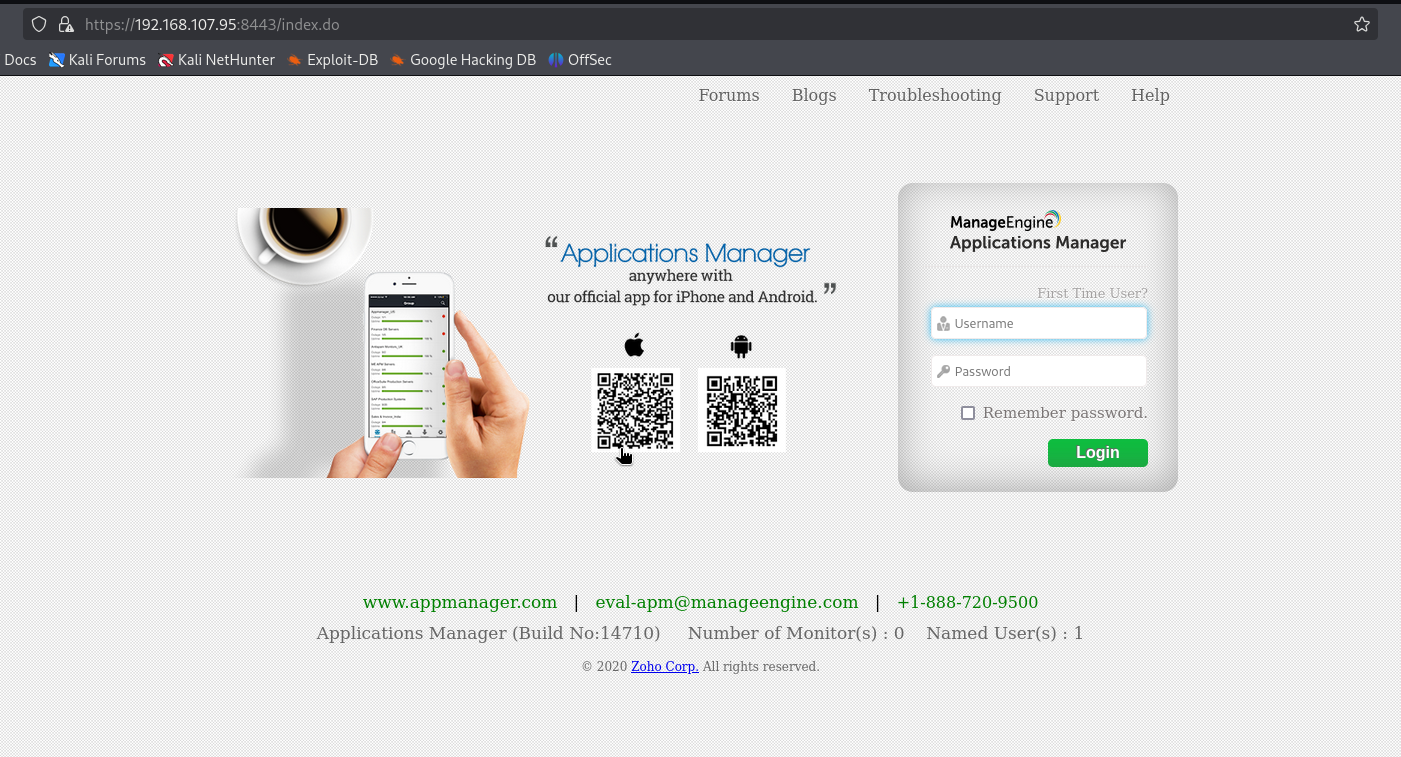 https://192.168.107.95:8443/index.do
Docs Kali Forums Kali NetHunter Exploit-DB Google Hacking DB OffSec
Forums Blogs Troubleshooting Support Help
ManageEngine
Applications Manager
“Applications Manager
anywhere with
our official app for iPhone and Android.”
First Time User?
Username
Password
Remember password.
Login
www.appmanager.com | eval-apm@manageengine.com | +1-888-720-9500
Applications Manager (Build No:14710) Number of Monitor(s) : 0 Named User(s) : 1
© 2020 Zoho Corp. All rights reserved.